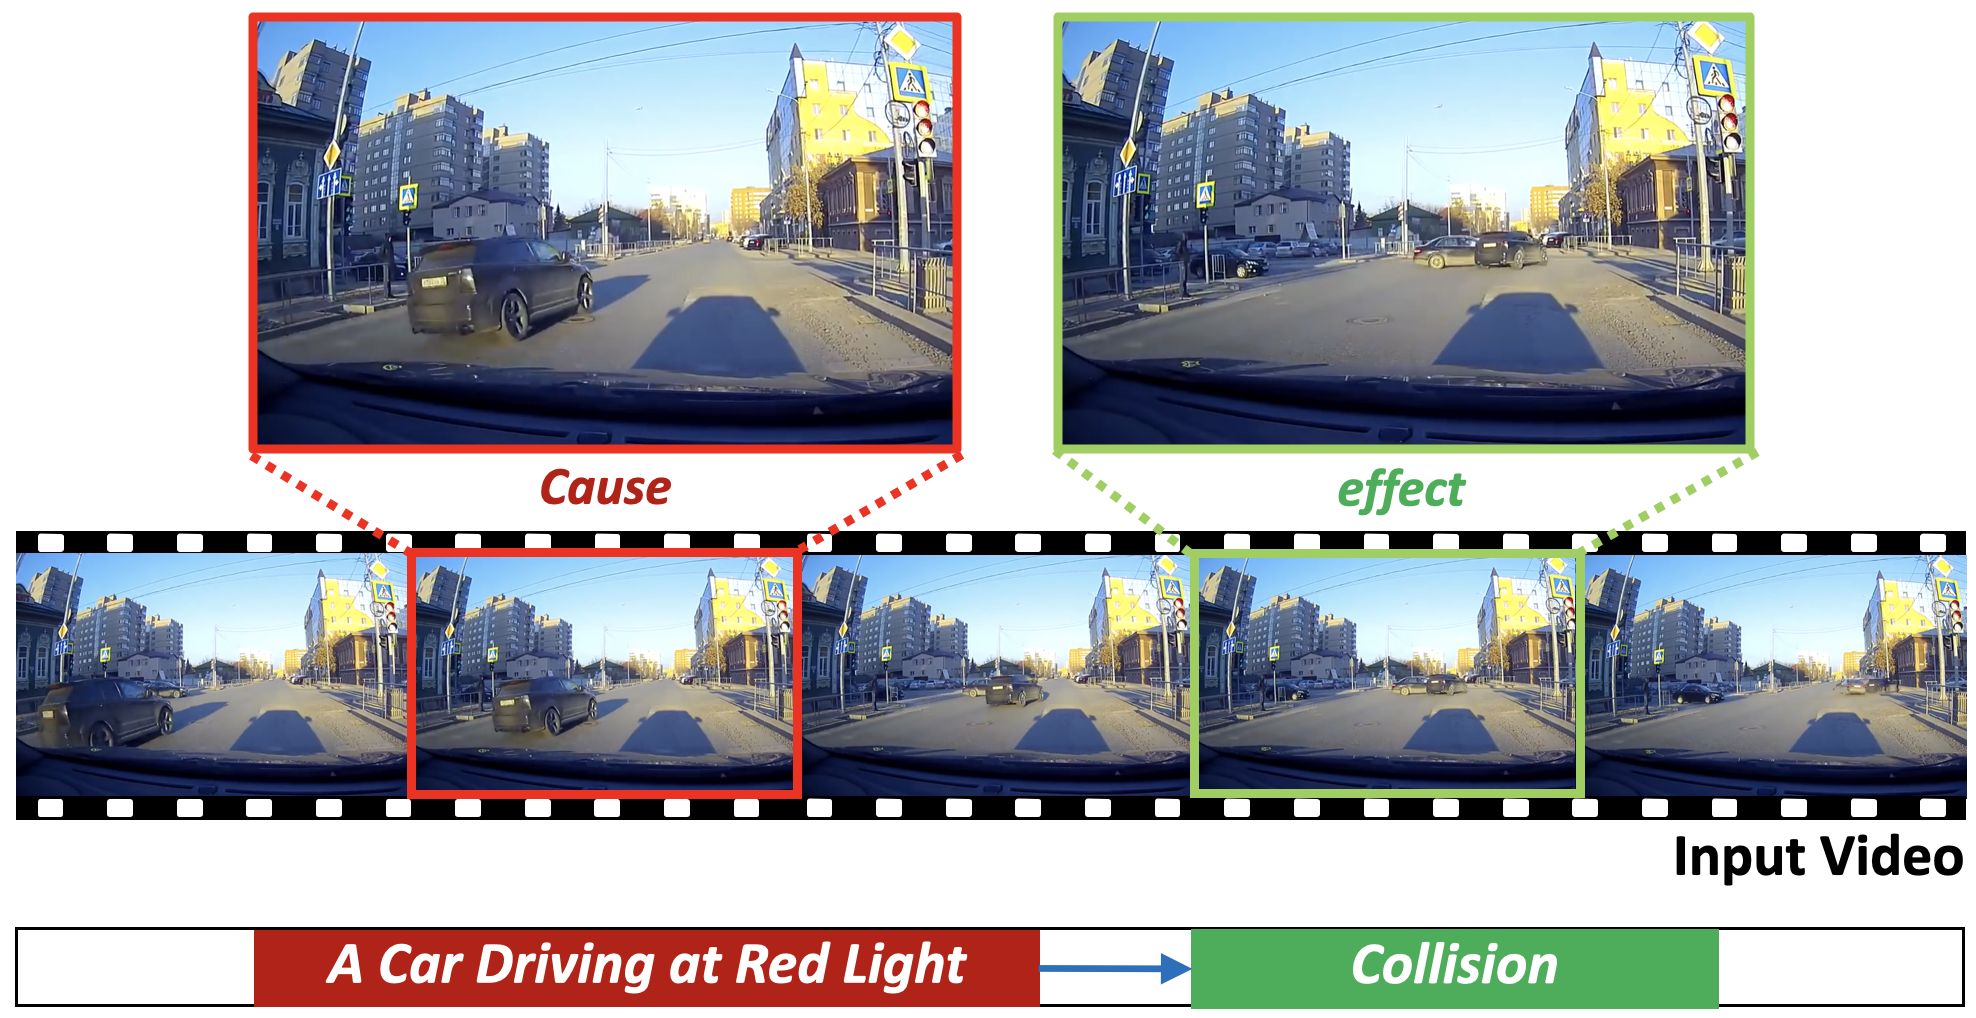 Cause
effect
Input Video
A Car Driving at Red Light
Collision